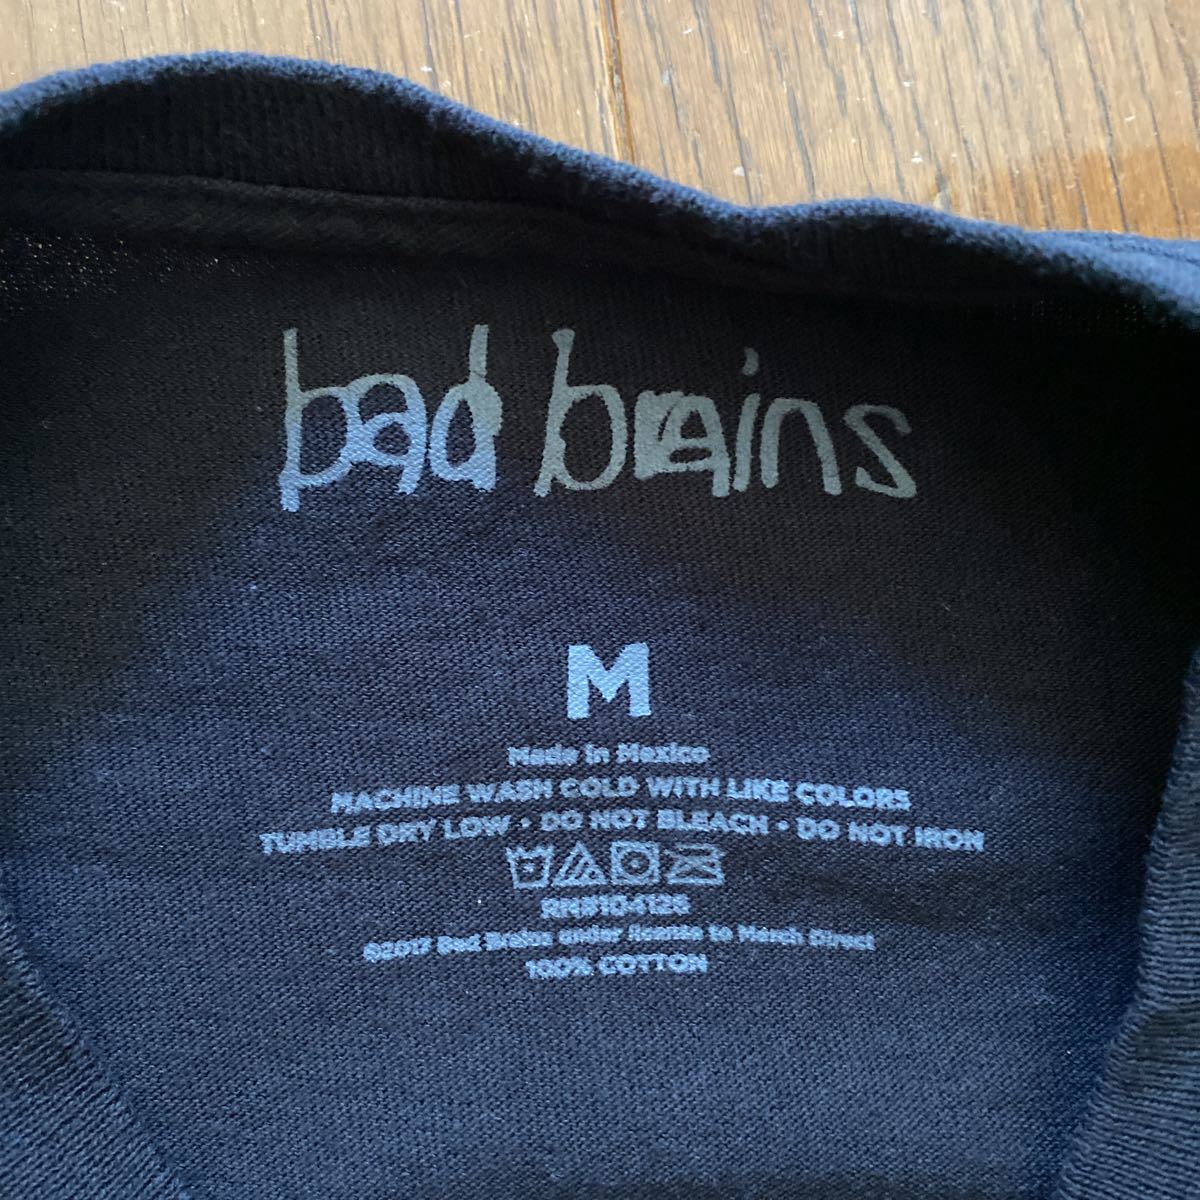 bad brains
M
Made in Mexico
MACHINE WASH COLD WITH LIKE COLORS
TUMBLE DRY LOW • DO NOT BLEACH • DO NOT IRON
RN#104126
©2017 Bad Brains under license to Merch Direct
100% COTTON